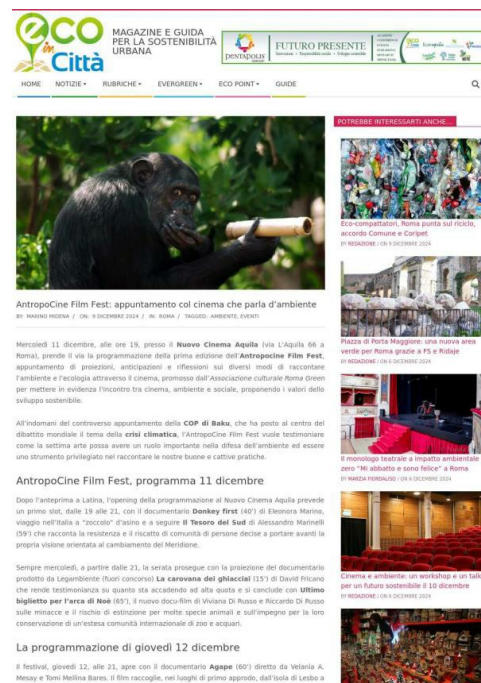 eco
in
Città
MAGAZINE E GUIDA
PER LA SOSTENIBILITÀ
URBANA
PENTAPOLIS
FUTURO PRESENTE
HOME NOTIZIE RUBRICHE EVERGREEN ECO POINT GUIDE
POTREBBE INTERESSARTI ANCHE...
Eco-compattatori, Roma punta sul riciclo,
accordo Comune e Coripet
BY REDAZIONE / ON 9 DICEMBRE 2024
Piazza di Porta Maggiore: una nuova area
verde per Roma grazie a FS e Ridaje
BY REDAZIONE / ON 6 DICEMBRE 2024
Il monologo teatrale a impatto ambientale
zero "Mi abbatto e sono felice" a Roma
BY MARZIA FIORDALISO / ON 6 DICEMBRE 2024
Cinema e ambiente: un workshop e un talk
per un futuro sostenibile il 10 dicembre
BY REDAZIONE / ON 6 DICEMBRE 2024
AntropoCine Film Fest: appuntamento col cinema che parla d'ambiente
BY: MARINO MIDENA / ON: 9 DICEMBRE 2024 / IN: ROMA / TAGGED: AMBIENTE, EVENTI
Mercoledì 11 dicembre, alle ore 19, presso il Nuovo Cinema Aquila (via L'Aquila 66 a
Roma), prende il via la programmazione della prima edizione dell'Antropocine Film Fest,
appuntamento di proiezioni, anticipazioni e riflessioni sui diversi modi di raccontare
l'ambiente e l'ecologia attraverso il cinema, promosso dall'Associazione culturale Roma Green
per mettere in evidenza l'incontro tra cinema, ambiente e sociale, proponendo i valori dello
sviluppo sostenibile.
All'indomani del controverso appuntamento della COP di Baku, che ha posto al centro del
dibattito mondiale il tema della crisi climatica, l'AntropoCine Film Fest vuole testimoniare
come la settima arte possa avere un ruolo importante nella difesa dell'ambiente ed essere
uno strumento privilegiato nel raccontare le nostre buone e cattive pratiche.
AntropoCine Film Fest, programma 11 dicembre
Dopo l'anteprima a Latina, l'opening della programmazione al Nuovo Cinema Aquila prevede
un primo slot, dalle 19 alle 21, con il documentario Donkey first (40') di Eleonora Marino,
viaggio nell'Italia a "zoccolo" d'asino e a seguire Il Tesoro del Sud di Alessandro Marinelli
(59') che racconta la resistenza e il riscatto di comunità di persone decise a portare avanti la
propria visione orientata al cambiamento del Meridione.
Sempre mercoledì, a partire dalle 21, la serata prosegue con la proiezione del documentario
prodotto da Legambiente (fuori concorso) La carovana dei ghiacciai (15') di David Fricano
che rende testimonianza su quanto sta accadendo ad alta quota e si conclude con Ultimo
biglietto per l'arca di Noè (65'), il nuovo docu-film di Viviana Di Russo e Riccardo Di Russo
sulle minacce e il rischio di estinzione per molte specie animali e sull'impegno per la loro
conservazione di un'estesa comunità internazionale di zoo e acquari.
La programmazione di giovedì 12 dicembre
Il festival, giovedì 12, alle 21, apre con il documentario Agape (60') diretto da Velania A.
Mesay e Tomi Mellina Bares. Il film raccoglie, nei luoghi di primo approdo, dall'isola di Lesbo a